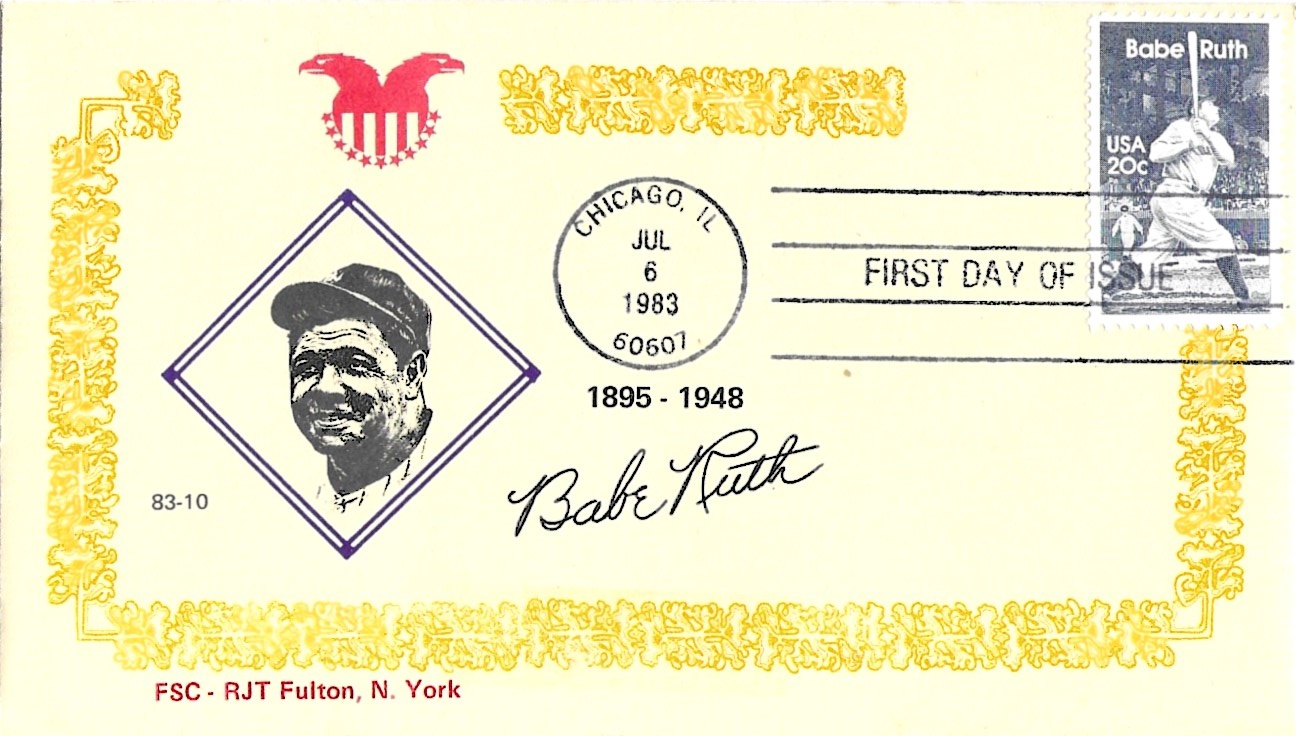 Babe Ruth
USA
20c
CHICAGO, IL
JUL
6
1983
60607
FIRST DAY OF ISSUE
1895 - 1948
Babe Ruth
83-10
FSC - RJT Fulton, N. York